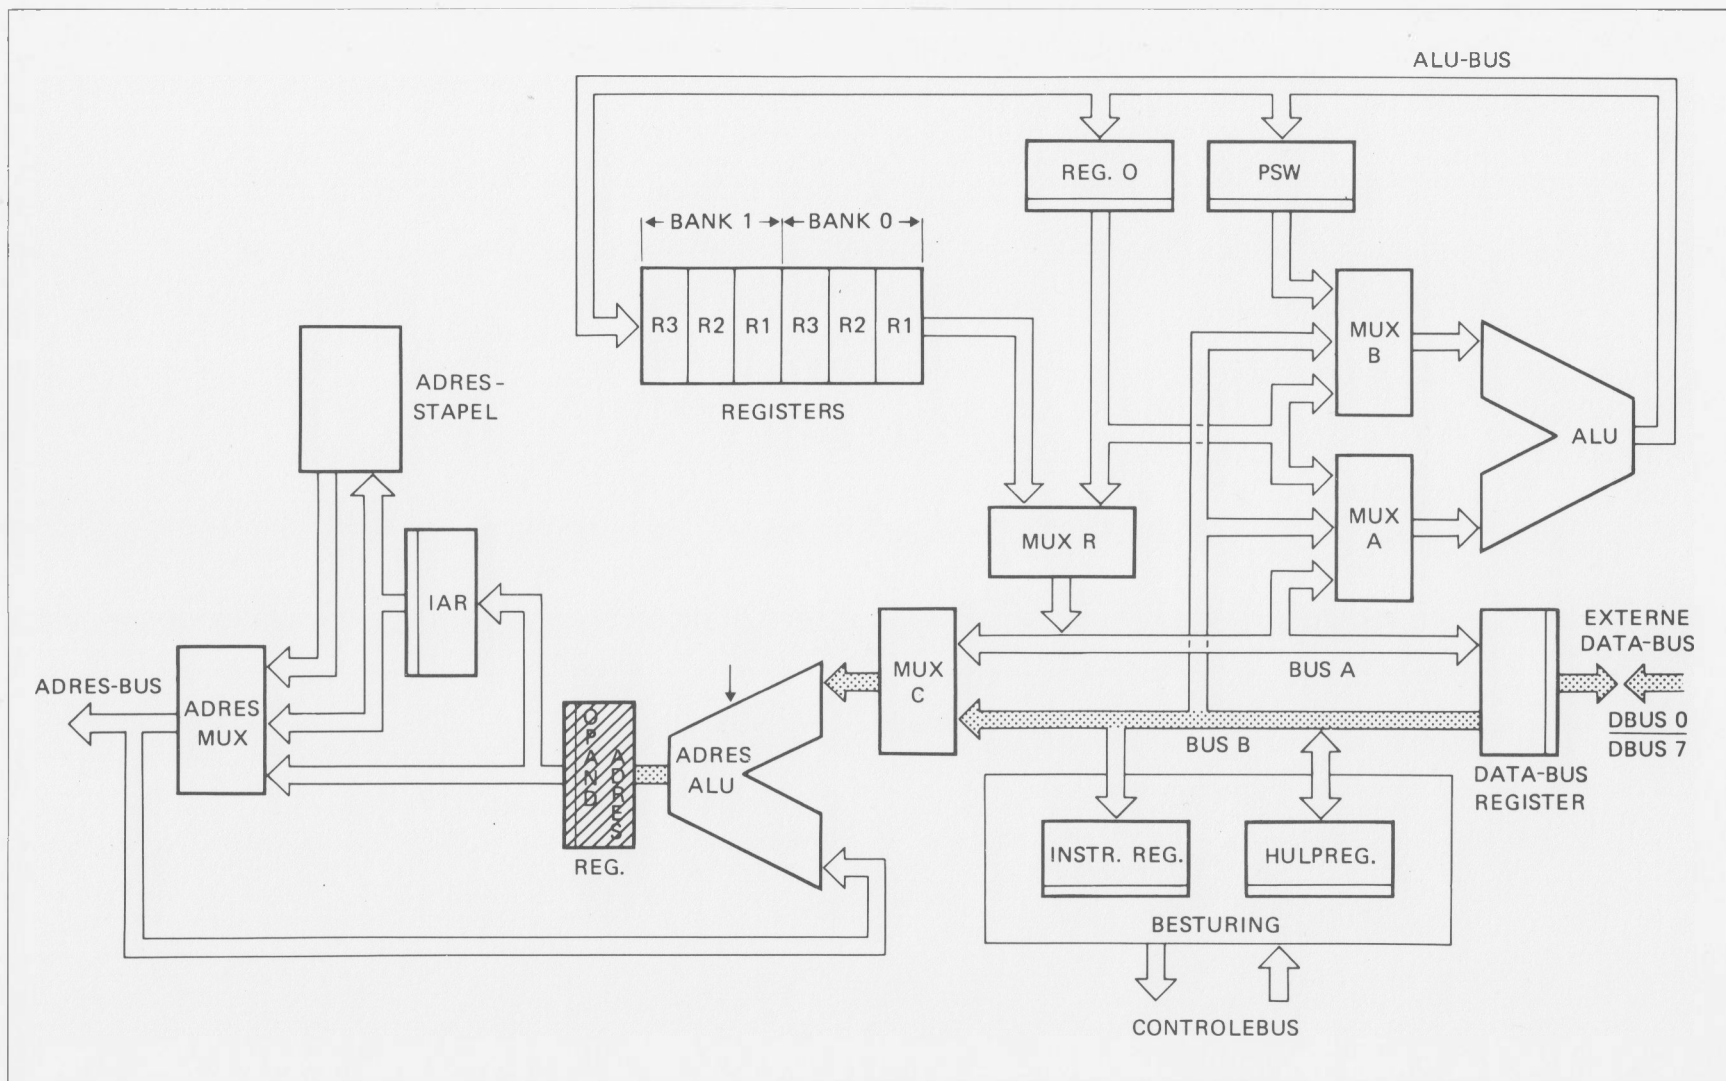 ALU-BUS
REG. O
PSW
BANK 1
BANK 0
R3 R2 R1 R3 R2 R1
REGISTERS
MUX
B
ALU
MUX
A
MUX R
ADRES-
STAPEL
IAR
ADRES-BUS
ADRES
MUX
OPAND
ADRES
REG.
ADRES
ALU
MUX
C
BUS A
BUS B
EXTERNE
DATA-BUS
DBUS 0
DBUS 7
DATA-BUS
REGISTER
INSTR. REG.
HULPREG.
BESTURING
CONTROLEBUS